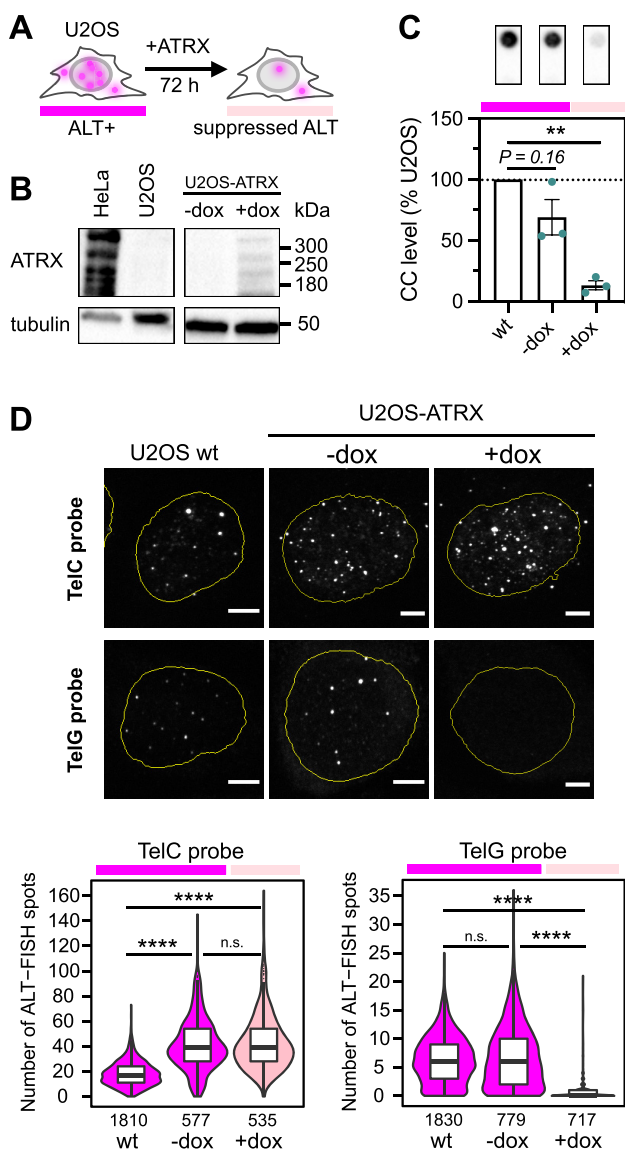 A
U2OS
+ATRX
72 h
ALT+
suppressed ALT
B
HeLa
U2OS
U2OS-ATRX
-dox
+dox
kDa
ATRX
300
250
180
tubulin
50
C
CC level (% U2OS)
150
100
50
0
**
P = 0.16
wt
-dox
+dox
D
U2OS-ATRX
U2OS wt
-dox
+dox
TelC probe
TelG probe
TelC probe
Number of ALT−FISH spots
160
140
120
100
80
60
40
20
0
****
****
n.s.
1810
577
535
wt
-dox
+dox
TelG probe
Number of ALT−FISH spots
35
30
25
20
15
10
5
0
****
n.s.
****
1830
779
717
wt
-dox
+dox